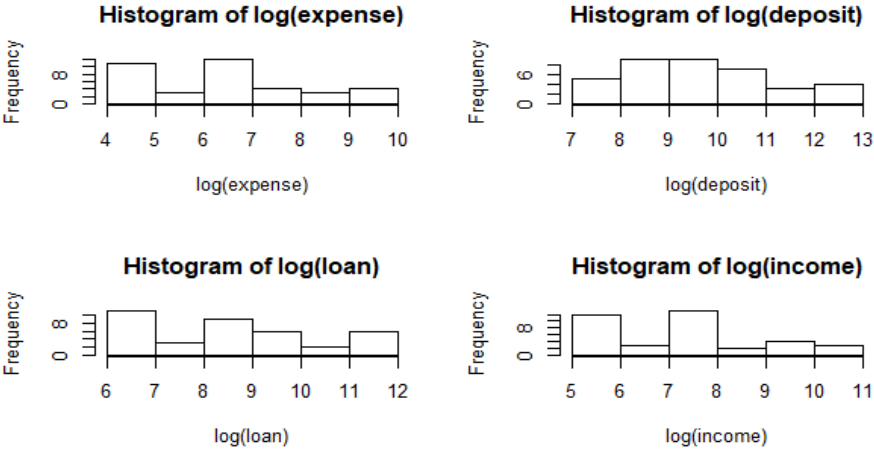 Histogram of log(expense)
Frequency
0 8
4 5 6 7 8 9 10
log(expense)
Histogram of log(deposit)
Frequency
0 6
7 8 9 10 11 12 13
log(deposit)
Histogram of log(loan)
Frequency
0 8
6 7 8 9 10 11 12
log(loan)
Histogram of log(income)
Frequency
0 8
5 6 7 8 9 10 11
log(income)